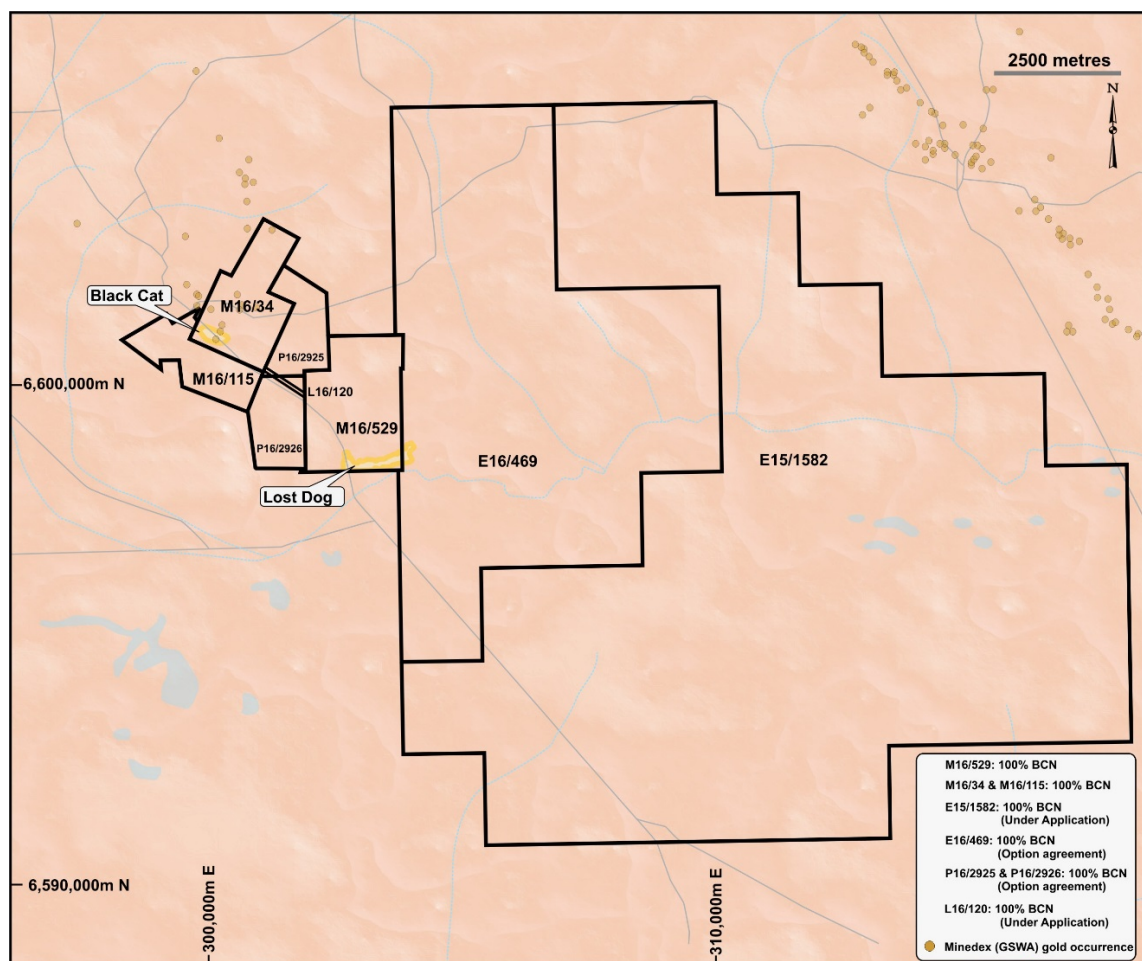 2500 metres
N
Black Cat
M16/34
P16/2925
6,600,000m N
M16/115
L16/120
M16/529
P16/2926
E16/469
E15/1582
Lost Dog
M16/529: 100% BCN
M16/34 & M16/115: 100% BCN
E15/1582: 100% BCN
(Under Application)
E16/469: 100% BCN
(Option agreement)
P16/2925 & P16/2926: 100% BCN
(Option agreement)
L16/120: 100% BCN
(Under Application)
Minedex (GSWA) gold occurrence
6,590,000m N
300,000m E
310,000m E